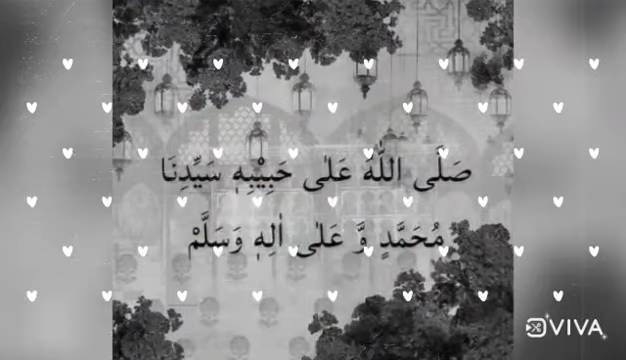 صَلَّى اللّٰهُ عَلٰى حَبِيْبِهٖ سَيِّدِنَا
مُحَمَّدٍ وَّ عَلٰى اٰلِهٖ وَسَلَّمْ
VIVA